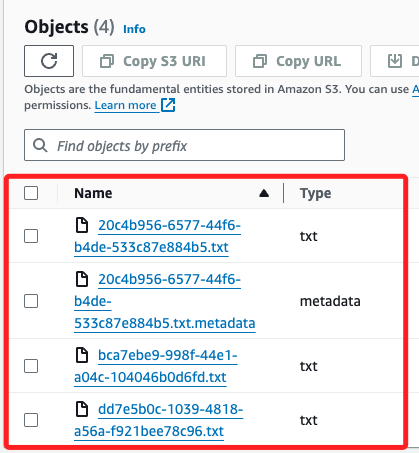 Objects (4) Info
Copy S3 URI Copy URL D
Objects are the fundamental entities stored in Amazon S3. You can use A
permissions. Learn more
Find objects by prefix
Name Type
20c4b956-6577-44f6-
b4de-533c87e884b5.txt
txt
20c4b956-6577-44f6-
b4de-
533c87e884b5.txt.metadata
metadata
bca7ebe9-998f-44e1-
a04c-104046b0d6fd.txt
txt
dd7e5b0c-1039-4818-
a56a-f921bee78c96.txt
txt